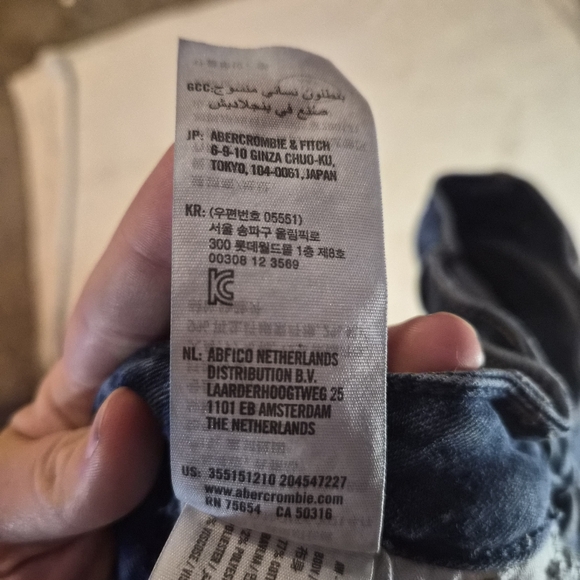 GCC: بنطلون نسائي منسوج
صنع في بنجلاديش
JP: ABERCROMBIE & FITCH
6-9-10 GINZA CHUO-KU,
TOKYO, 104-0061, JAPAN
KR: (우편번호 05551)
서울 송파구 올림픽로
300 롯데월드몰 1층 제8호
00308 12 3569
KC
NL: ABFICO NETHERLANDS
DISTRIBUTION B.V.
LAARDERHOOGTWEG 25
1101 EB AMSTERDAM
THE NETHERLANDS
US: 355151210 204547227
www.abercrombie.com
RN 75654 CA 50316